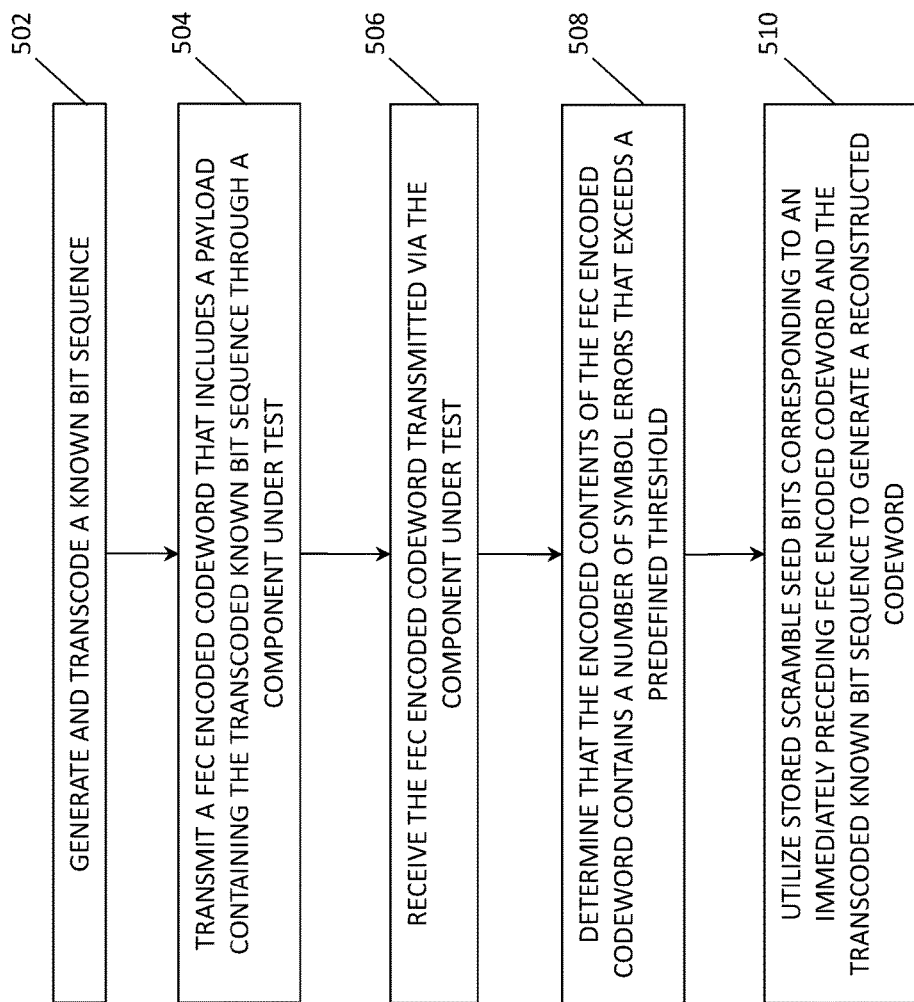 502
GENERATE AND TRANSCODE A KNOWN BIT SEQUENCE
504
TRANSMIT A FEC ENCODED CODEWORD THAT INCLUDES A PAYLOAD
CONTAINING THE TRANSCODED KNOWN BIT SEQUENCE THROUGH A
COMPONENT UNDER TEST
506
RECEIVE THE FEC ENCODED CODEWORD TRANSMITTED VIA THE
COMPONENT UNDER TEST
508
DETERMINE THAT THE ENCODED CONTENTS OF THE FEC ENCODED
CODEWORD CONTAINS A NUMBER OF SYMBOL ERRORS THAT EXCEEDS A
PREDEFINED THRESHOLD
510
UTILIZE STORED SCRAMBLE SEED BITS CORRESPONDING TO AN
IMMEDIATELY PRECEDING FEC ENCODED CODEWORD AND THE
TRANSCODED KNOWN BIT SEQUENCE TO GENERATE A RECONSTRUCTED
CODEWORD